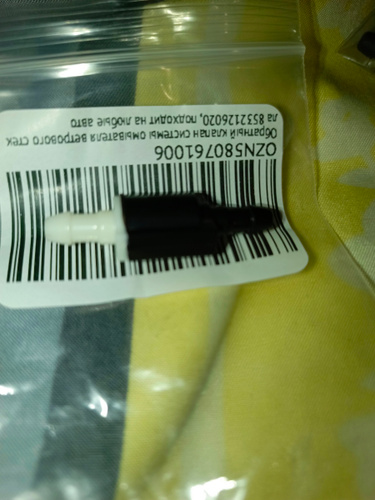 OZN580761006
Обратный клапан системы омывателя ветрового стек
ла 8532126020, подходит на любые авто